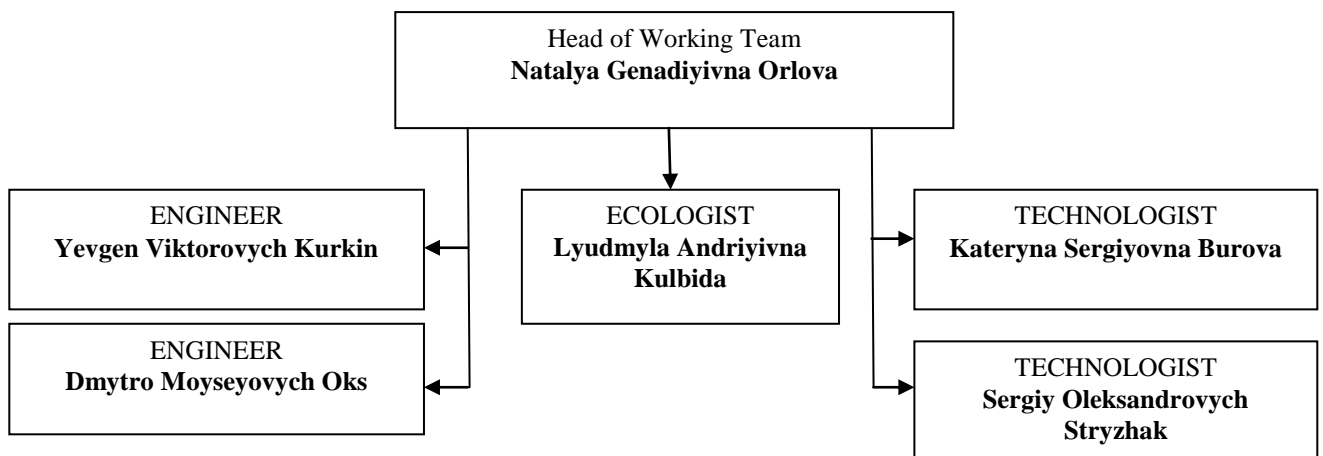 Head of Working Team
Natalya Genadiyivna Orlova
ENGINEER
Yevgen Viktorovych Kurkin
ECOLOGIST
Lyudmyla Andriyivna
Kulbida
TECHNOLOGIST
Kateryna Sergiyovna Burova
ENGINEER
Dmytro Moyseyovych Oks
TECHNOLOGIST
Sergiy Oleksandrovych
Stryzhak